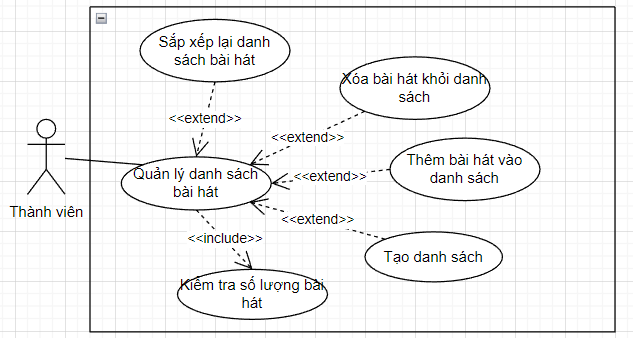 Sắp xếp lại danh
sách bài hát
Xóa bài hát khỏi danh
sách
<<extend>>
<<extend>>
Thêm bài hát vào
danh sách
Quản lý danh sách
bài hát
<<extend>>
Thành viên
<<extend>>
<<include>>
Tạo danh sách
Kiểm tra số lượng bài
hát